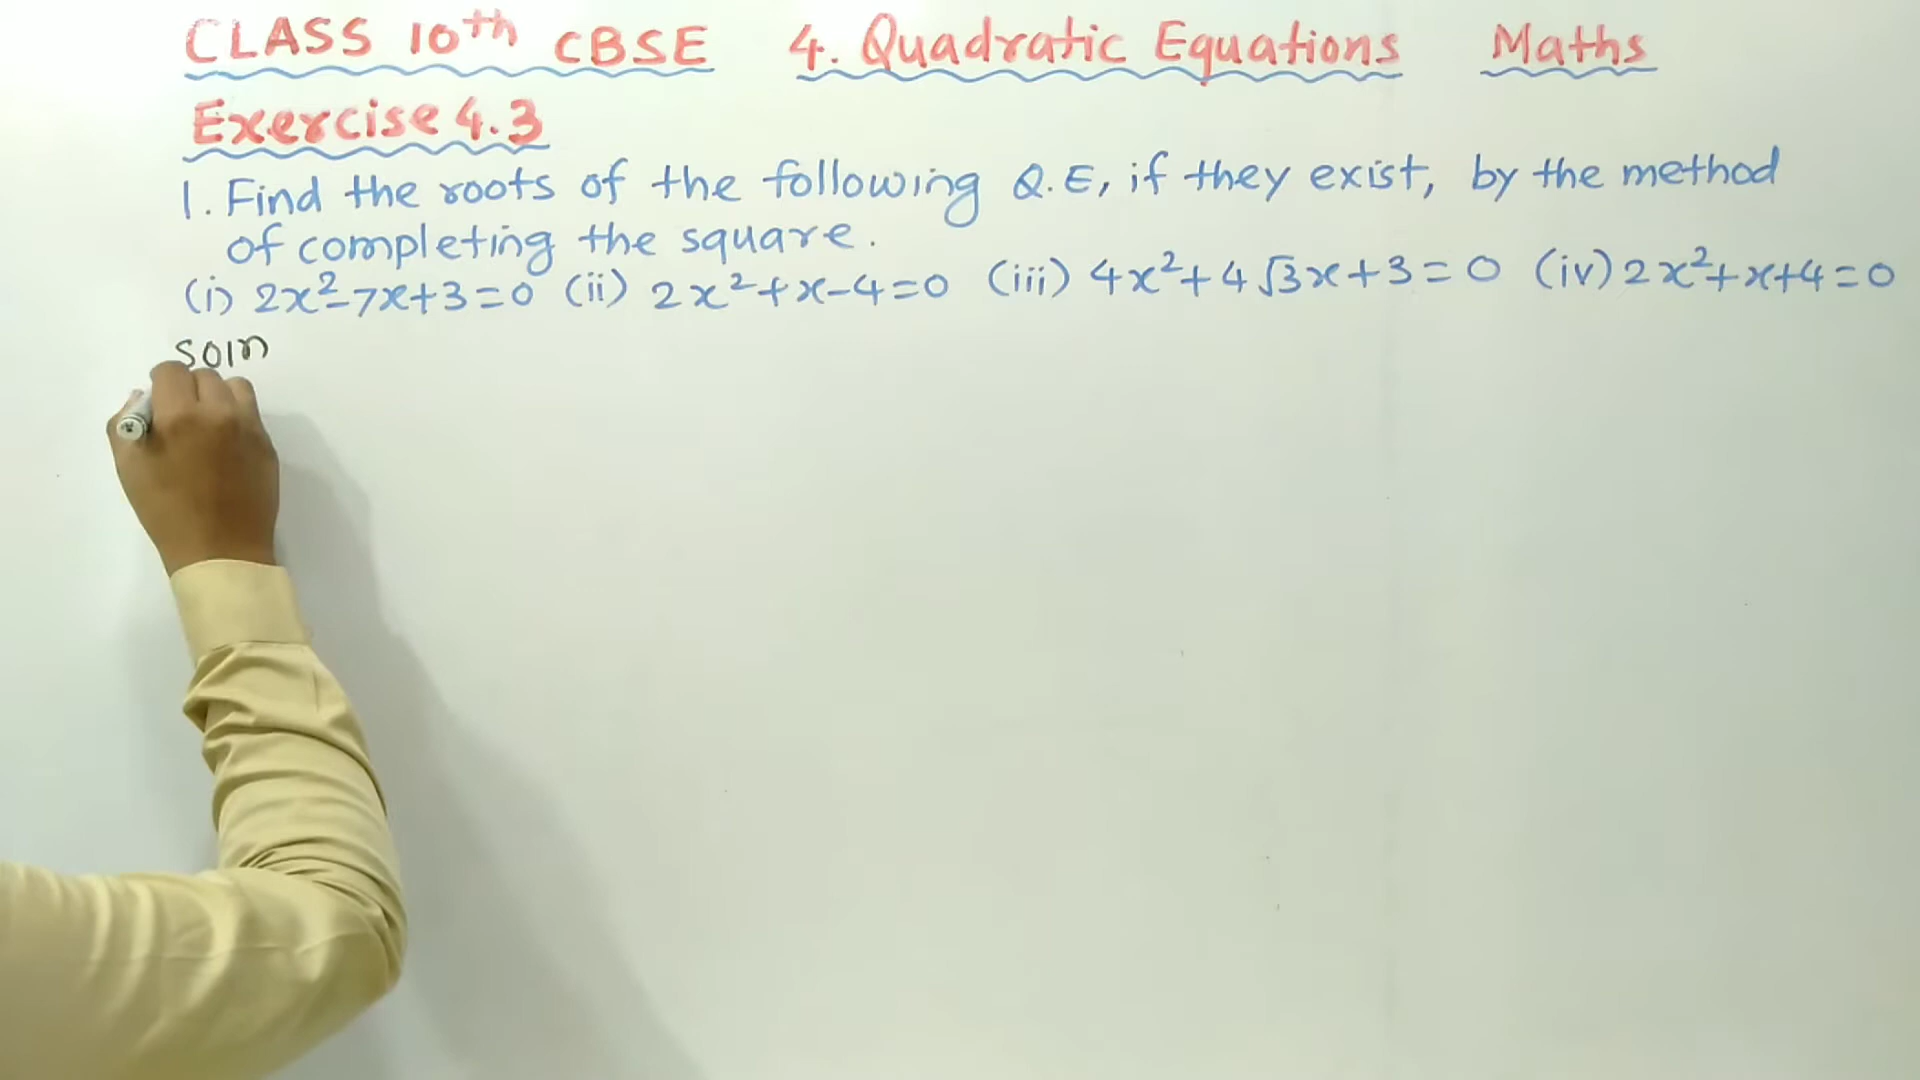 CLASS 10th CBSE 4. Quadratic Equations Maths
Exercise 4.3
1. Find the roots of the following Q.E, if they exist, by the method
of completing the square.
(i) 2x²-7x+3=0 (ii) 2x²+x-4=0 (iii) 4x²+4√3x+3=0 (iv) 2x²+x+4=0
Soln